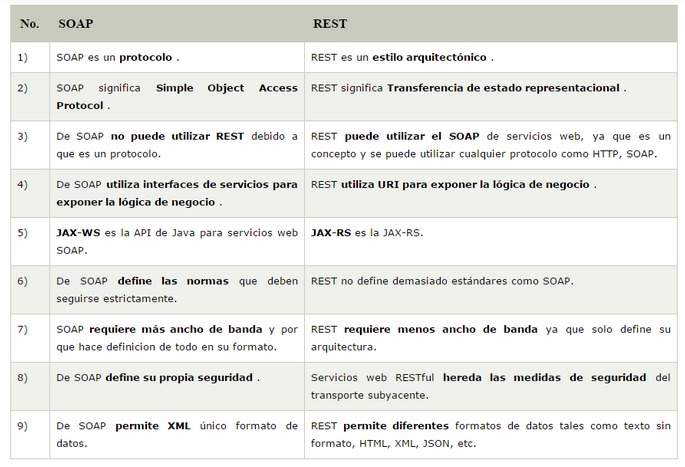 No. SOAP REST
1) SOAP es un protocolo . REST es un estilo arquitectónico .
2) SOAP significa Simple Object Access REST significa Transferencia de estado representacional .
Protocol .
3) De SOAP no puede utilizar REST debido a REST puede utilizar el SOAP de servicios web, ya que es un
que es un protocolo. concepto y se puede utilizar cualquier protocolo como HTTP, SOAP.
4) De SOAP utiliza interfaces de servicios para REST utiliza URI para exponer la lógica de negocio .
exponer la lógica de negocio .
5) JAX-WS es la API de Java para servicios web JAX-RS es la JAX-RS.
SOAP.
6) De SOAP define las normas que deben REST no define demasiado estándares como SOAP.
seguirse estrictamente.
7) SOAP requiere más ancho de banda y por REST requiere menos ancho de banda ya que solo define su
que hace definicion de todo en su formato. arquitectura.
8) De SOAP define su propia seguridad . Servicios web RESTful hereda las medidas de seguridad del
transporte subyacente.
9) De SOAP permite XML único formato de REST permite diferentes formatos de datos tales como texto sin
datos. formato, HTML, XML, JSON, etc.